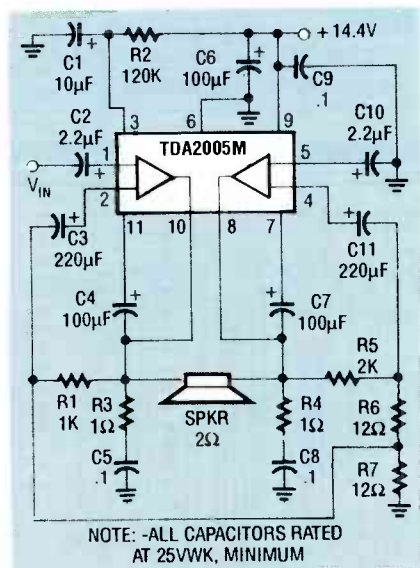 C1
10µF
R2
120K
C6
100µF
+ 14.4V
C9
.1
C2
2.2µF
C10
2.2µF
3
6
9
TDA2005M
1
5
VIN
2
4
C3
220µF
11
10
8
7
C11
220µF
C4
100µF
C7
100µF
R1
1K
R3
1Ω
SPKR
2Ω
R4
1Ω
R5
2K
R6
12Ω
R7
12Ω
C5
.1
C8
.1
NOTE: -ALL CAPACITORS RATED
AT 25VWK, MINIMUM